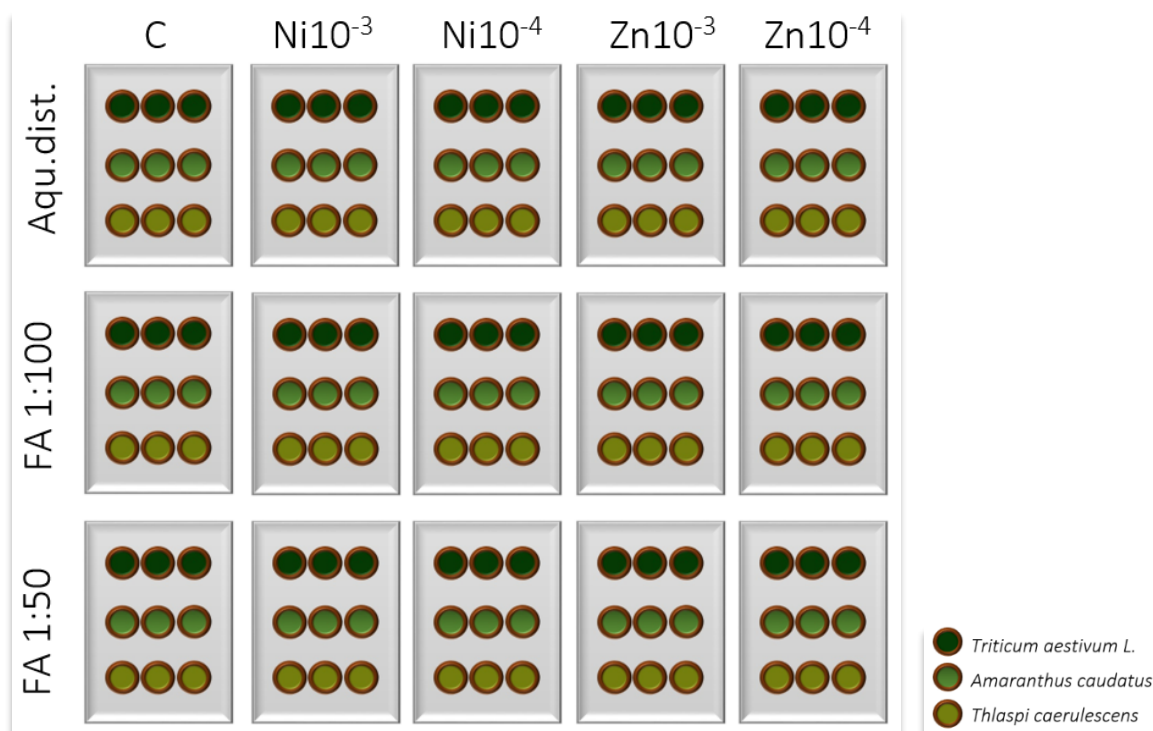 C Ni10⁻³ Ni10⁻⁴ Zn10⁻³ Zn10⁻⁴
Aqu.dist.
FA 1:100
FA 1:50
Triticum aestivum L.
Amaranthus caudatus
Thlaspi caerulescens